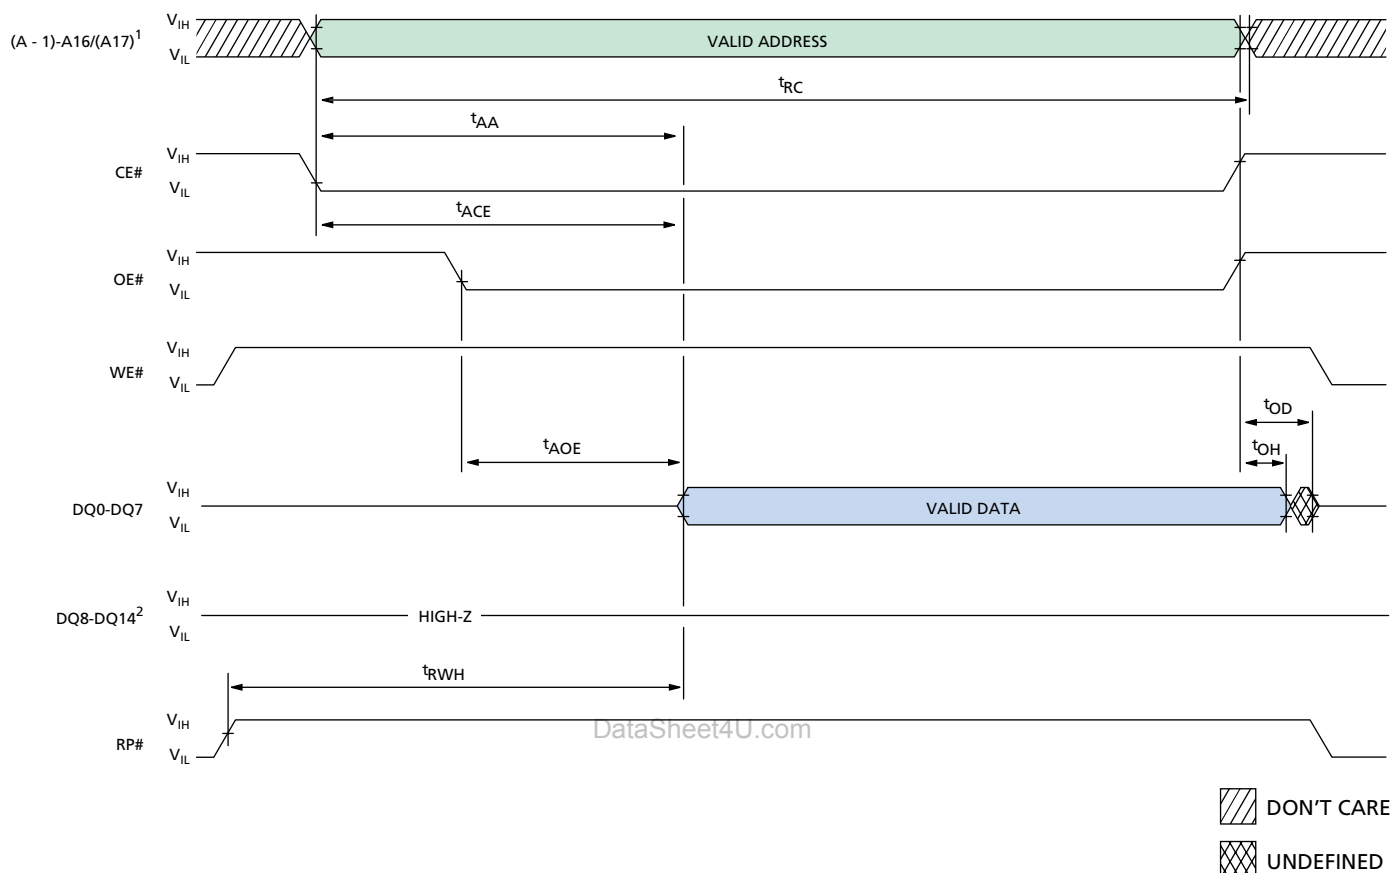 (A - 1)-A16/(A17)1
VIH
VIL
VALID ADDRESS
tRC
tAA
CE#
VIH
VIL
tACE
OE#
VIH
VIL
WE#
VIH
VIL
tOD
tAOE
tOH
DQ0-DQ7
VIH
VIL
VALID DATA
DQ8-DQ142
VIH
VIL
HIGH-Z
tRWH
RP#
VIH
VIL
DataSheet4U.com
DON'T CARE
UNDEFINED